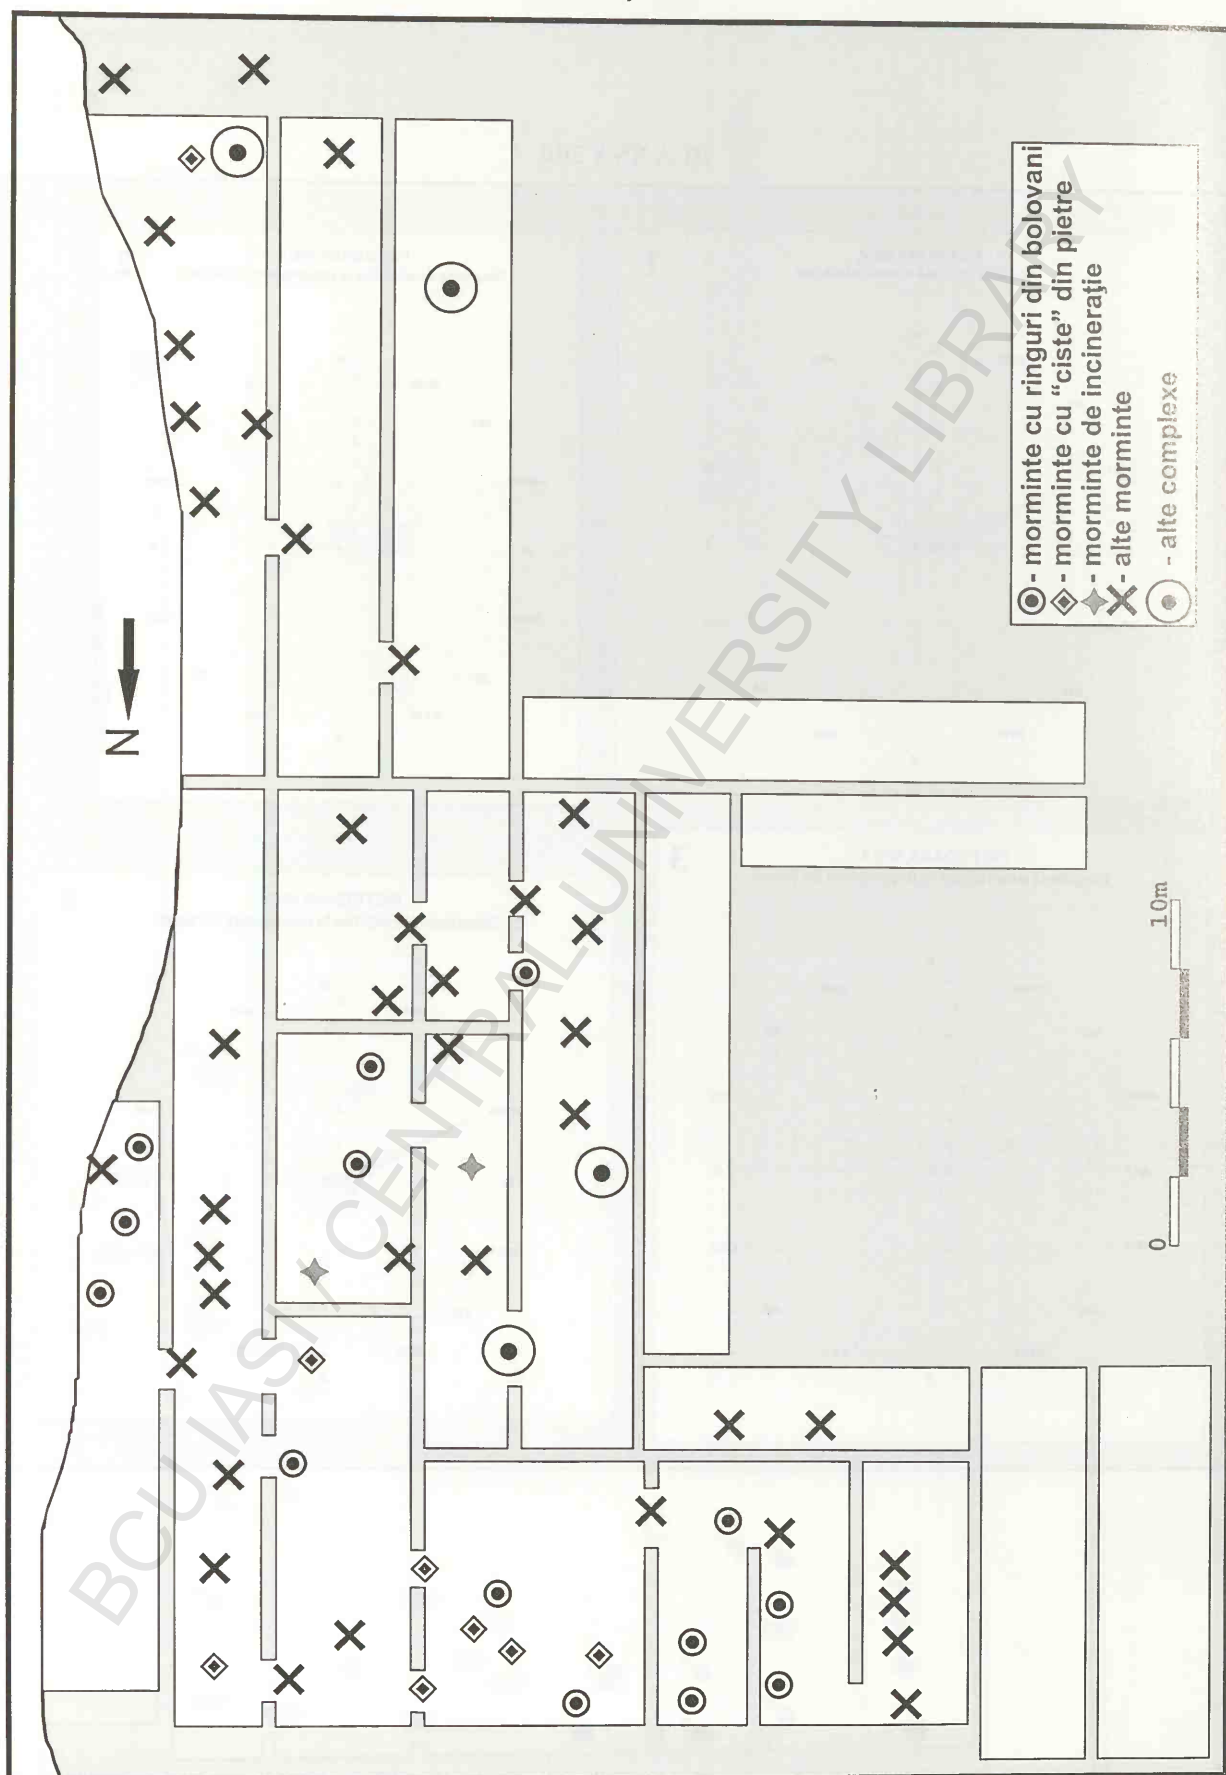 N
- morminte cu ringuri din bolovani
- morminte cu "ciste" din pietre
- morminte de incinerație
- alte morminte
- alte complexe
0 10m
BCU IASI / CENTRAL UNIVERSITY LIBRARY